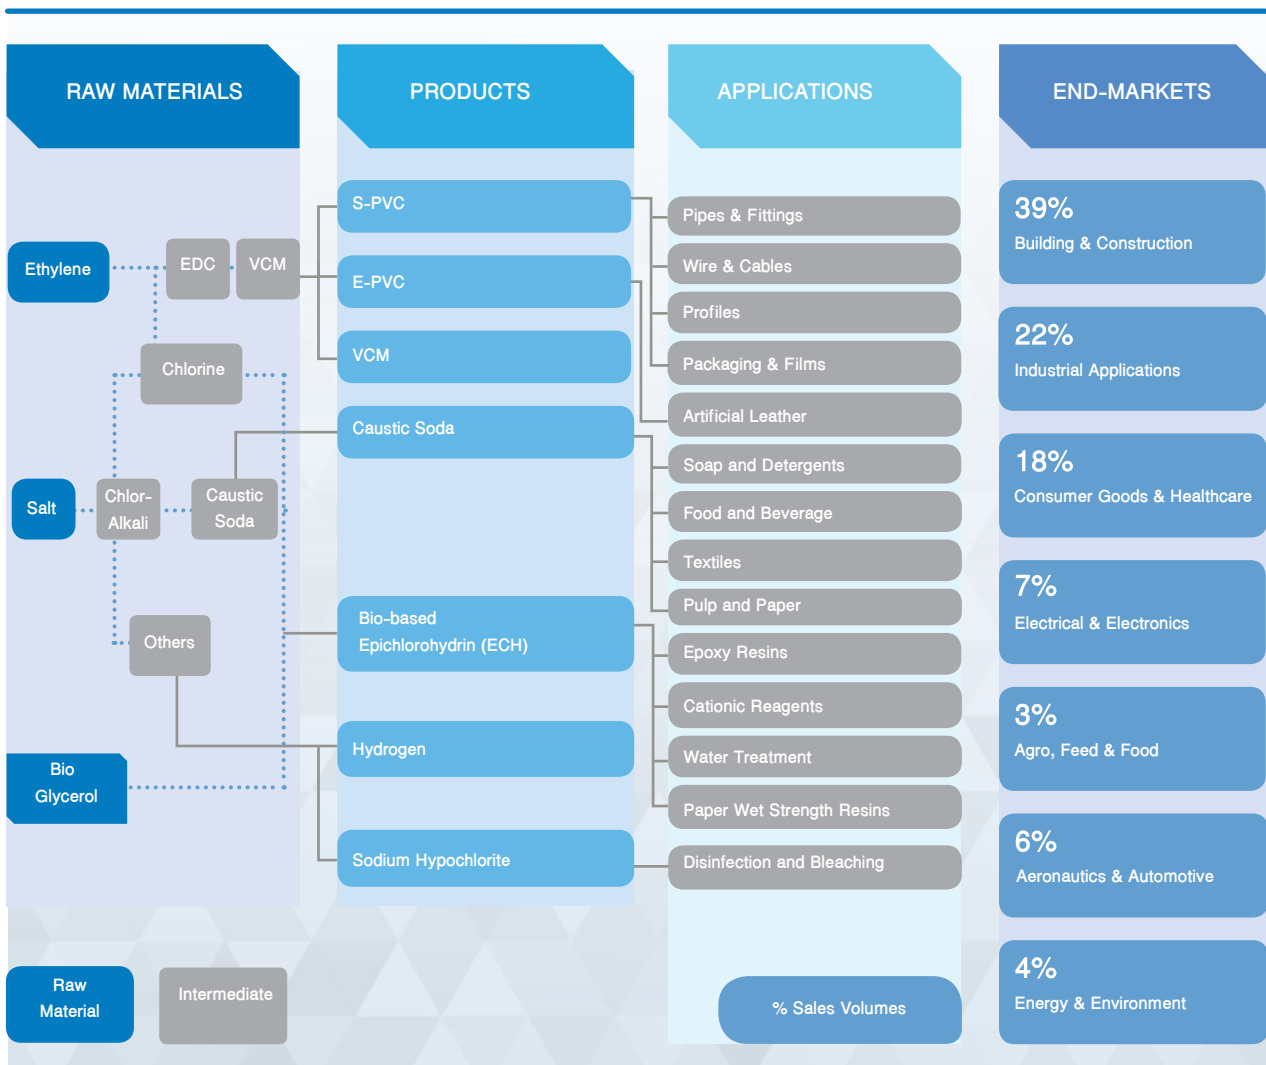 RAW MATERIALS
PRODUCTS
APPLICATIONS
END-MARKETS
Ethylene
EDC
VCM
Chlorine
Salt
Chlor-
Alkali
Caustic
Soda
Others
Bio
Glycerol
Raw
Material
Intermediate
S-PVC
E-PVC
VCM
Caustic Soda
Bio-based
Epichlorohydrin (ECH)
Hydrogen
Sodium Hypochlorite
Pipes & Fittings
Wire & Cables
Profiles
Packaging & Films
Artificial Leather
Soap and Detergents
Food and Beverage
Textiles
Pulp and Paper
Epoxy Resins
Cationic Reagents
Water Treatment
Paper Wet Strength Resins
Disinfection and Bleaching
% Sales Volumes
39%
Building & Construction
22%
Industrial Applications
18%
Consumer Goods & Healthcare
7%
Electrical & Electronics
3%
Agro, Feed & Food
6%
Aeronautics & Automotive
4%
Energy & Environment